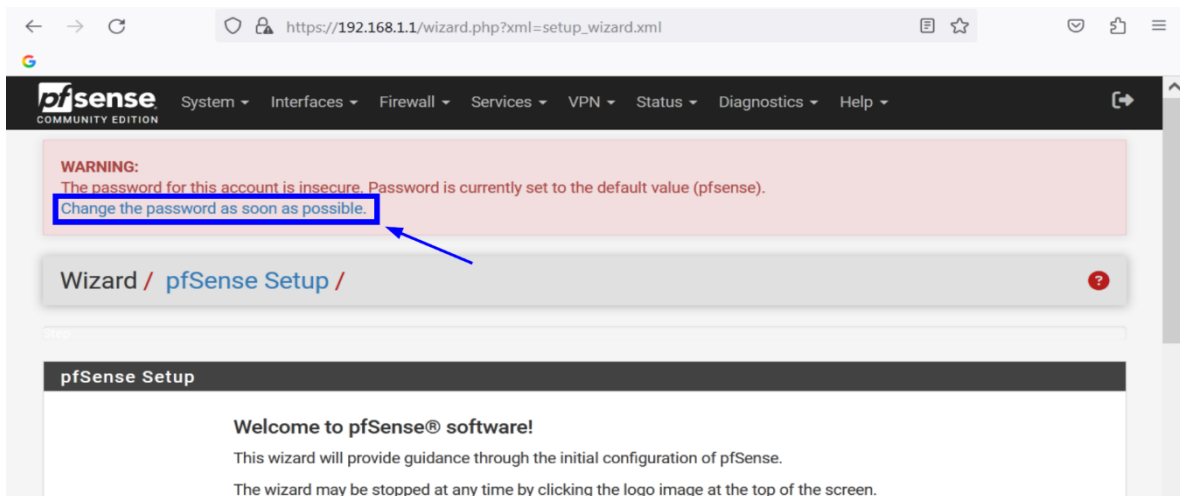 https://192.168.1.1/wizard.php?xml=setup_wizard.xml
G
pfsense System Interfaces Firewall Services VPN Status Diagnostics Help
COMMUNITY EDITION
WARNING:
The password for this account is insecure. Password is currently set to the default value (pfsense).
Change the password as soon as possible.
Wizard / pfSense Setup / ?
Step
pfSense Setup
Welcome to pfSense® software!
This wizard will provide guidance through the initial configuration of pfSense.
The wizard may be stopped at any time by clicking the logo image at the top of the screen.